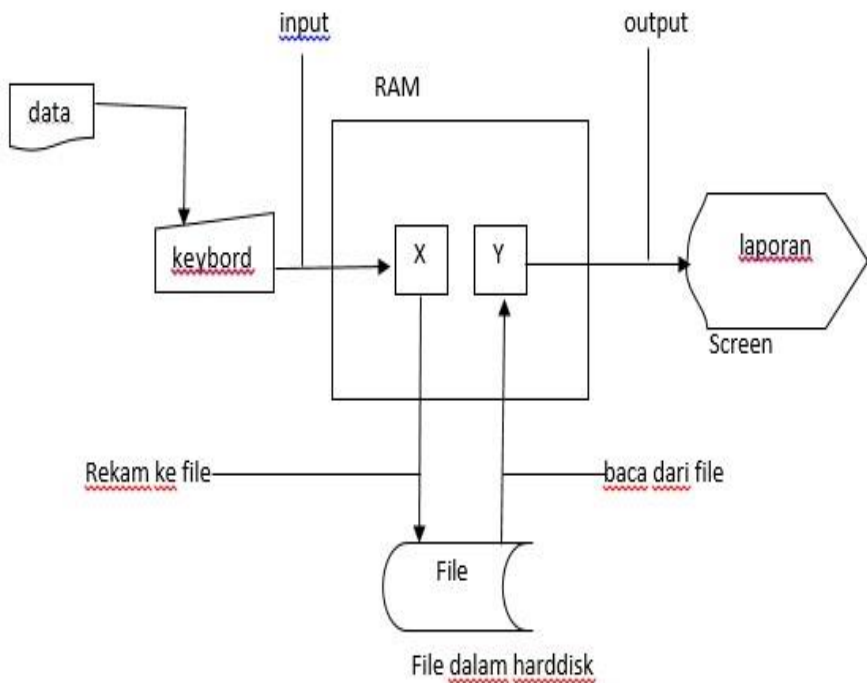 input
output
RAM
data
keybord
X
Y
laporan
Screen
Rekam ke file
baca dari file
File
File dalam harddisk